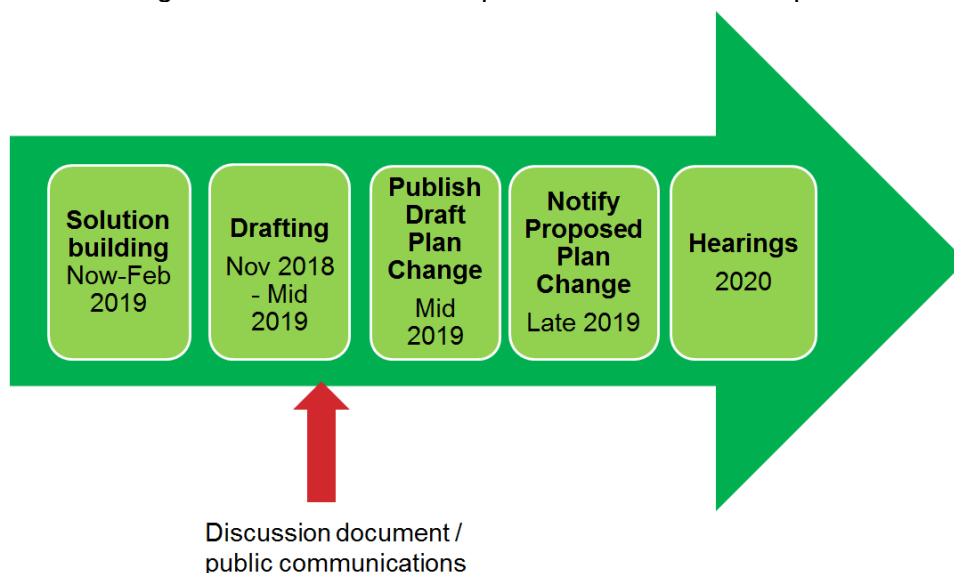 Solution
building
Now-Feb
2019
Drafting
Nov 2018
- Mid
2019
Publish
Draft
Plan
Change
Mid
2019
Notify
Proposed
Plan
Change
Late 2019
Hearings
2020
Discussion document /
public communications